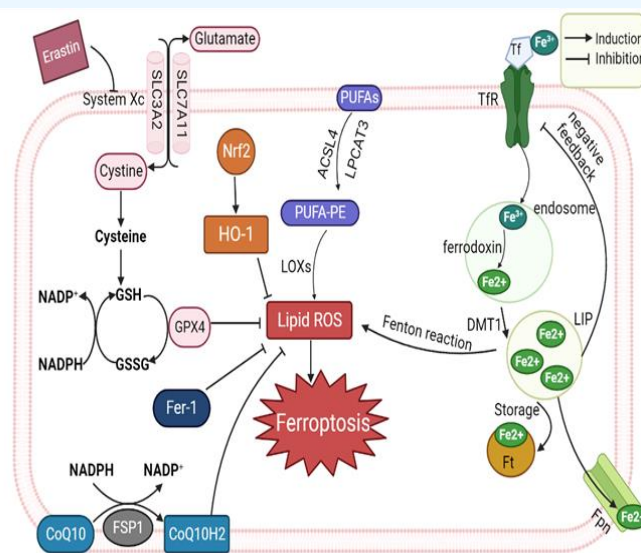 Erastin
Glutamate
System Xc
SLC3A2
SLC7A11
Cystine
Cysteine
GSH
NADP⁺
NADPH
GSSG
GPX4
Nrf2
HO-1
PUFAs
ACSL4
LPCAT3
PUFA-PE
LOXs
Lipid ROS
Ferroptosis
Fer-1
NADPH
NADP⁺
CoQ10
FSP1
CoQ10H2
Tf
Fe³⁺
TfR
Induction
Inhibition
negative
feedback
Fe³⁺
endosome
ferrodoxin
Fe2+
DMT1
LIP
Fe2+
Fe2+
Fe2+
Fenton reaction
Storage
Fe2+
Ft
Fpn
Fe2+